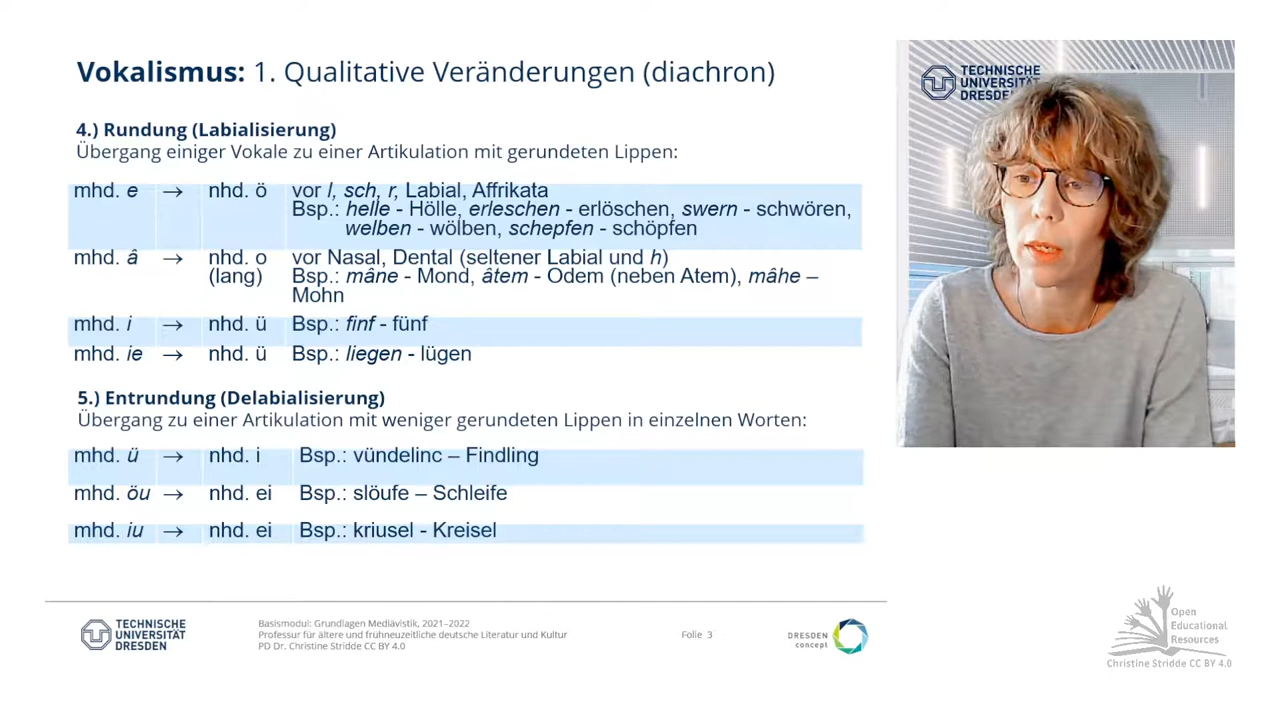 Vokalismus: 1. Qualitative Veränderungen (diachron)
4.) Rundung (Labialisierung)
Übergang einiger Vokale zu einer Artikulation mit gerundeten Lippen:
mhd. e → nhd. ö vor l, sch, r, Labial, Affrikata
Bsp.: helle - Hölle, erleschen - erlöschen, swern - schwören,
welben - wölben, schepfen - schöpfen
mhd. â → nhd. o vor Nasal, Dental (seltener Labial und h)
(lang) Bsp.: mâne - Mond, âtem - Odem (neben Atem), mâhe –
Mohn
mhd. i → nhd. ü Bsp.: finf - fünf
mhd. ie → nhd. ü Bsp.: liegen - lügen
5.) Entrundung (Delabialisierung)
Übergang zu einer Artikulation mit weniger gerundeten Lippen in einzelnen Worten:
mhd. ü → nhd. i Bsp.: vündelinc – Findling
mhd. öu → nhd. ei Bsp.: slöufe – Schleife
mhd. iu → nhd. ei Bsp.: kriusel - Kreisel
TECHNISCHE
UNIVERSITÄT
DRESDEN
Basismodul: Grundlagen Mediävistik, 2021–2022
Professur für ältere und frühneuzeitliche deutsche Literatur und Kultur
PD Dr. Christine Stridde CC BY 4.0
Folie 3
DRESDEN
concept
TECHNISCHE
UNIVERSITÄT
DRESDEN
Open
Educational
Resources
Christine Stridde CC BY 4.0